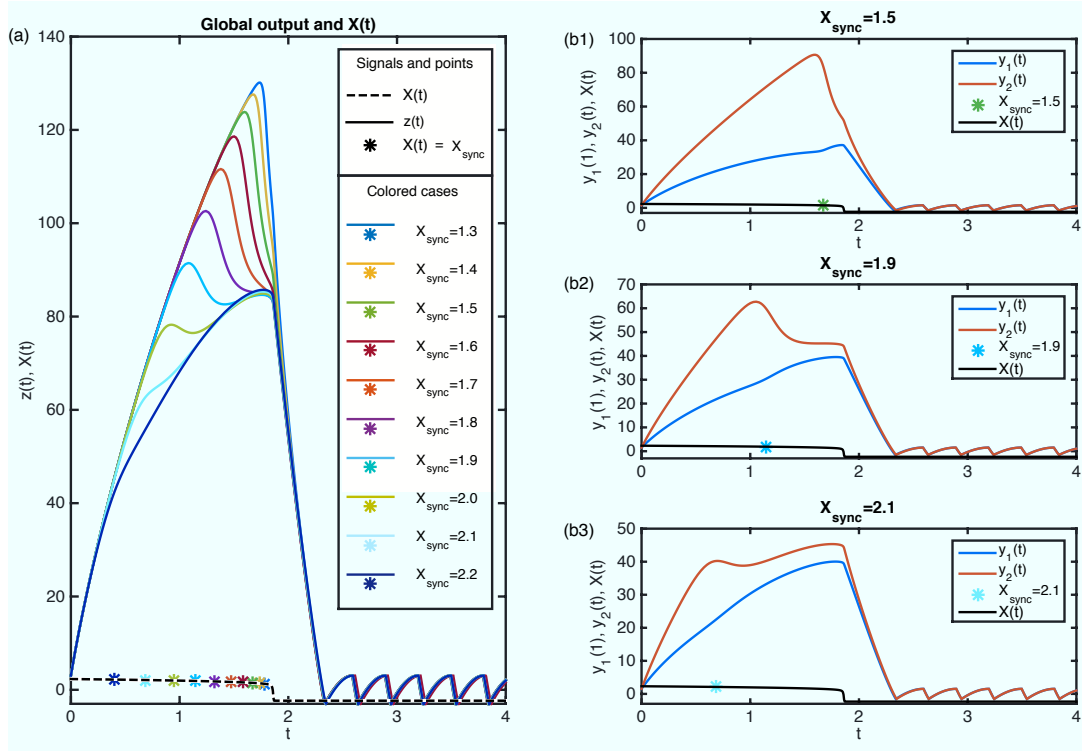 Global output and X(t)
(a)
140
120
100
80
60
40
20
0
z(t), X(t)
0
1
2
3
4
t
Signals and points
X(t)
z(t)
X(t) = X_sync
Colored cases
X_sync=1.3
X_sync=1.4
X_sync=1.5
X_sync=1.6
X_sync=1.7
X_sync=1.8
X_sync=1.9
X_sync=2.0
X_sync=2.1
X_sync=2.2
X_sync=1.5
(b1)
100
80
60
40
20
0
y_1(1), y_2(t), X(t)
0
1
2
3
4
t
y_1(t)
y_2(t)
X_sync=1.5
X(t)
X_sync=1.9
(b2)
70
60
50
40
30
20
10
0
y_1(1), y_2(t), X(t)
0
1
2
3
4
t
y_1(t)
y_2(t)
X_sync=1.9
X(t)
X_sync=2.1
(b3)
50
40
30
20
10
0
y_1(1), y_2(t), X(t)
0
1
2
3
4
t
y_1(t)
y_2(t)
X_sync=2.1
X(t)